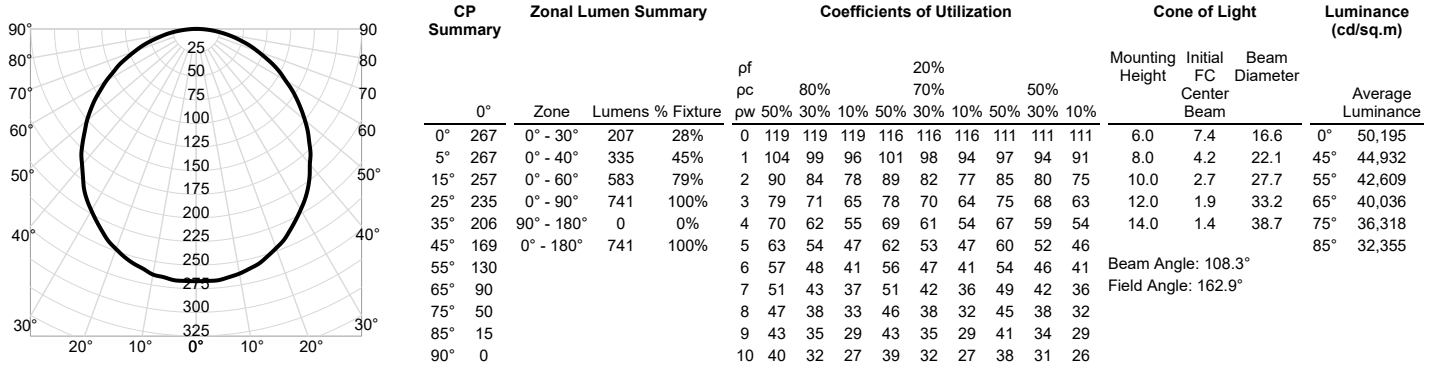 90° 90
80° 80
70° 70
60° 60
50° 50°
40° 40°
30° 30°
20° 10° 0° 10° 20°
25
50
75
100
125
150
175
200
225
250
275
300
325
CP Summary
0°
0° 267
5° 267
15° 257
25° 235
35° 206
45° 169
55° 130
65° 90
75° 50
85° 15
90° 0
Zonal Lumen Summary
Zone Lumens % Fixture
0° - 30° 207 28%
0° - 40° 335 45%
0° - 60° 583 79%
0° - 90° 741 100%
90° - 180° 0 0%
0° - 180° 741 100%
Coefficients of Utilization
ρf 20%
ρc 80% 70% 50%
ρw 50% 30% 10% 50% 30% 10% 50% 30% 10%
0 119 119 119 116 116 116 111 111 111
1 104 99 96 101 98 94 97 94 91
2 90 84 78 89 82 77 85 80 75
3 79 71 65 78 70 64 75 68 63
4 70 62 55 69 61 54 67 59 54
5 63 54 47 62 53 47 60 52 46
6 57 48 41 56 47 41 54 46 41
7 51 43 37 51 42 36 49 42 36
8 47 38 33 46 38 32 45 38 32
9 43 35 29 43 35 29 41 34 29
10 40 32 27 39 32 27 38 31 26
Cone of Light
Mounting Height Initial FC Center Beam Beam Diameter
6.0 7.4 16.6
8.0 4.2 22.1
10.0 2.7 27.7
12.0 1.9 33.2
14.0 1.4 38.7
Beam Angle: 108.3°
Field Angle: 162.9°
Luminance
(cd/sq.m)
Average
Luminance
0° 50,195
45° 44,932
55° 42,609
65° 40,036
75° 36,318
85° 32,355